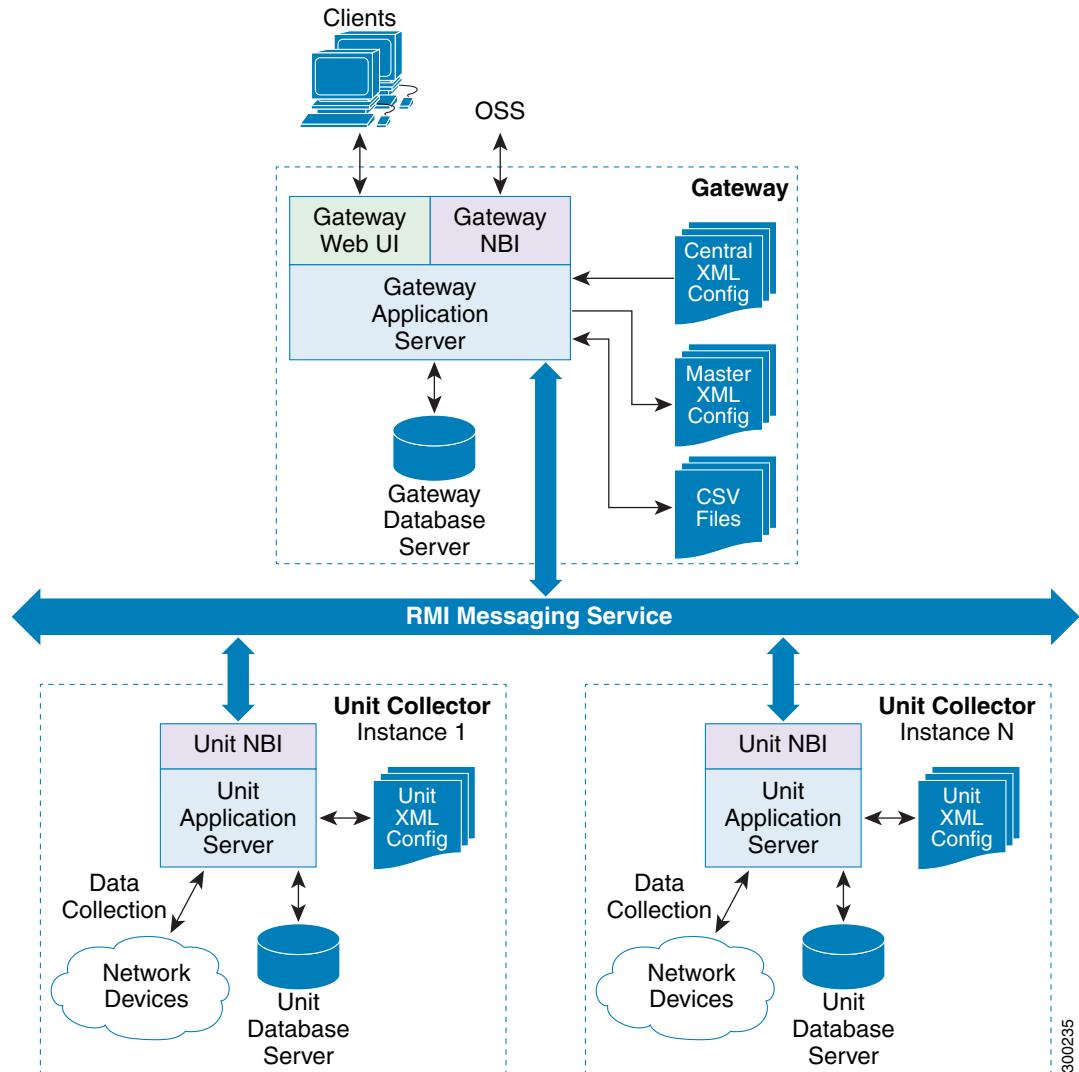 Clients
OSS
Gateway
Gateway
Web UI
Gateway
NBI
Gateway
Application
Server
Central
XML
Config
Master
XML
Config
CSV
Files
Gateway
Database
Server
RMI Messaging Service
Unit Collector
Instance 1
Unit NBI
Unit
Application
Server
Unit
XML
Config
Data
Collection
Network
Devices
Unit
Database
Server
Unit Collector
Instance N
Unit NBI
Unit
Application
Server
Unit
XML
Config
Data
Collection
Network
Devices
Unit
Database
Server
300235